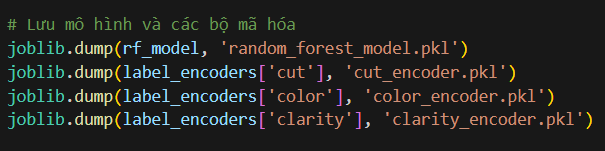 # Lưu mô hình và các bộ mã hóa
joblib.dump(rf_model, 'random_forest_model.pkl')
joblib.dump(label_encoders['cut'], 'cut_encoder.pkl')
joblib.dump(label_encoders['color'], 'color_encoder.pkl')
joblib.dump(label_encoders['clarity'], 'clarity_encoder.pkl')